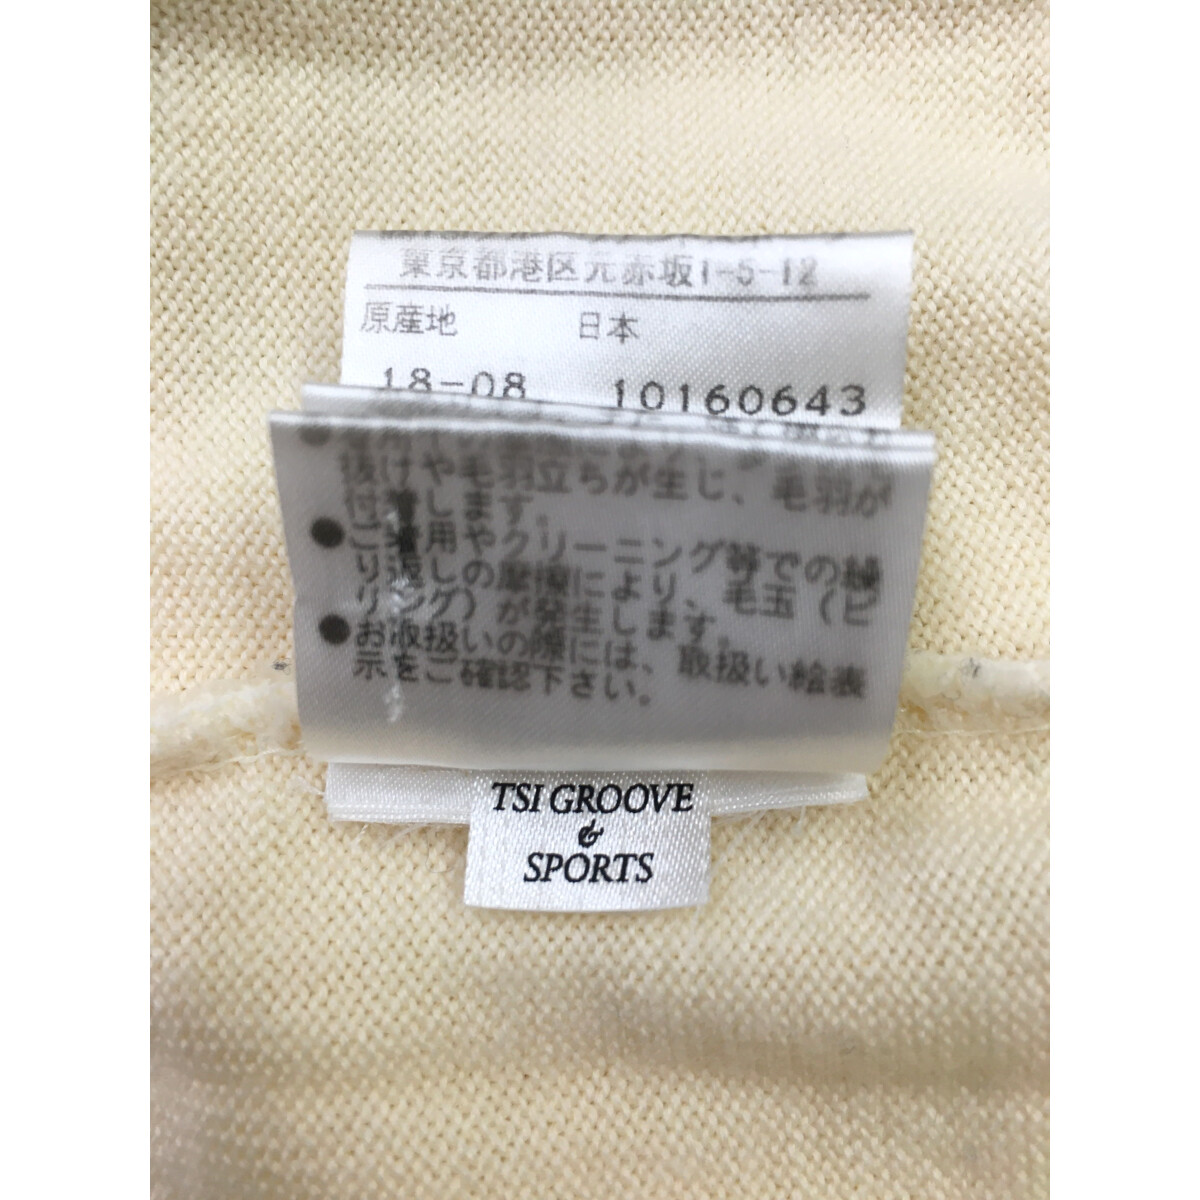 東京都港区元赤坂1-5-12
原産地 日本
18-08 10160643
抜けや毛羽立ちが生じ、毛羽が
付着します。
●ご着用やクリーニング等での繰
り返しの摩擦により、毛玉（ピ
リング）が発生します。
●お取扱いの際には、取扱い絵表
示をご確認下さい。
TSI GROOVE
&
SPORTS